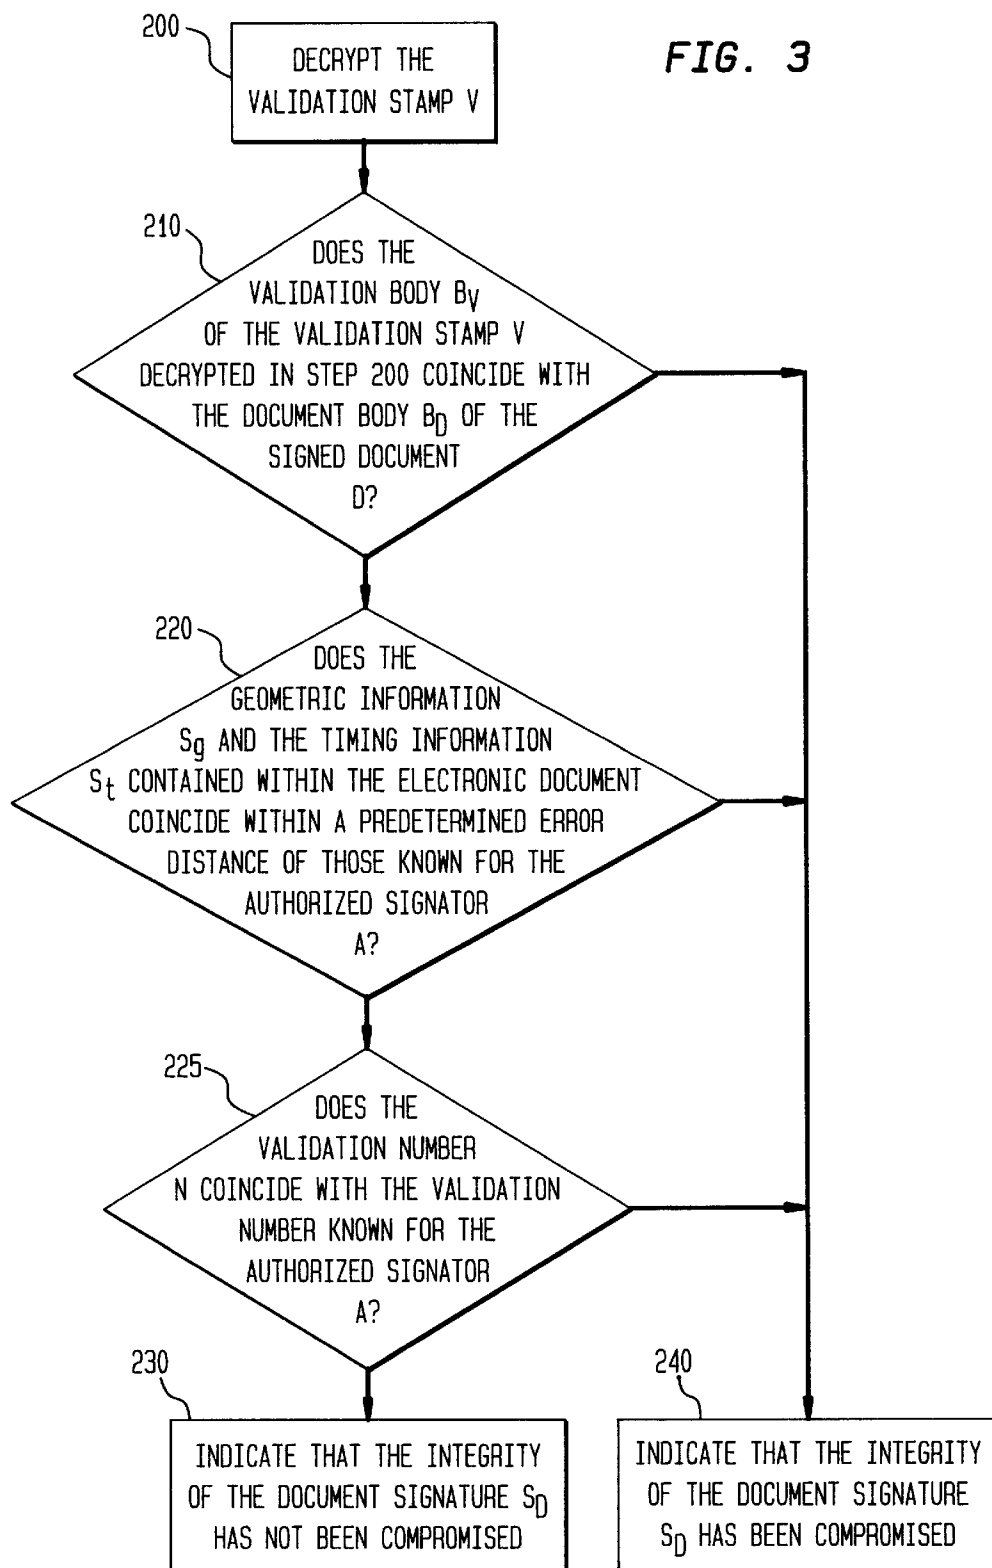 FIG. 3
200
DECRYPT THE
VALIDATION STAMP V
210
DOES THE
VALIDATION BODY BV
OF THE VALIDATION STAMP V
DECRYPTED IN STEP 200 COINCIDE WITH
THE DOCUMENT BODY BD OF THE
SIGNED DOCUMENT
D?
220
DOES THE
GEOMETRIC INFORMATION
Sg AND THE TIMING INFORMATION
St CONTAINED WITHIN THE ELECTRONIC DOCUMENT
COINCIDE WITHIN A PREDETERMINED ERROR
DISTANCE OF THOSE KNOWN FOR THE
AUTHORIZED SIGNATOR
A?
225
DOES THE
VALIDATION NUMBER
N COINCIDE WITH THE VALIDATION
NUMBER KNOWN FOR THE
AUTHORIZED SIGNATOR
A?
230
INDICATE THAT THE INTEGRITY
OF THE DOCUMENT SIGNATURE SD
HAS NOT BEEN COMPROMISED
240
INDICATE THAT THE INTEGRITY
OF THE DOCUMENT SIGNATURE
SD HAS BEEN COMPROMISED